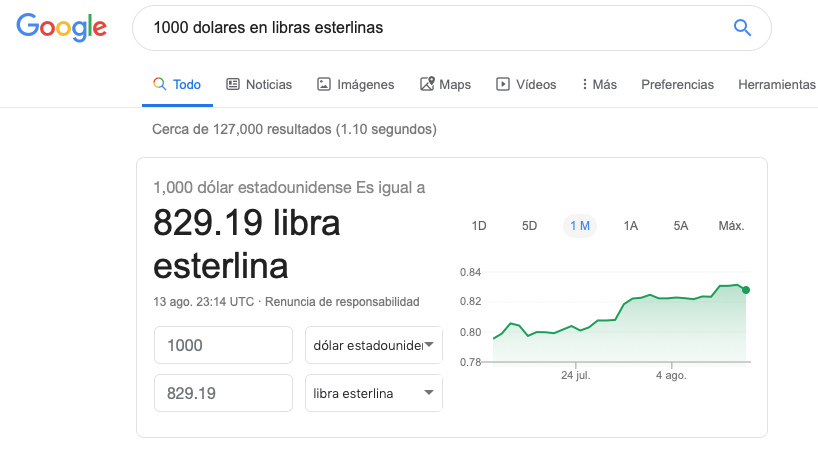 Google
1000 dolares en libras esterlinas
Todo Noticias Imágenes Maps Vídeos Más Preferencias Herramientas
Cerca de 127,000 resultados (1.10 segundos)
1,000 dólar estadounidense Es igual a
829.19 libra
esterlina
13 ago. 23:14 UTC · Renuncia de responsabilidad
1000 dólar estadounide
829.19 libra esterlina
1D 5D 1 M 1A 5A Máx.
0.84
0.82
0.80
0.78
24 jul. 4 ago.